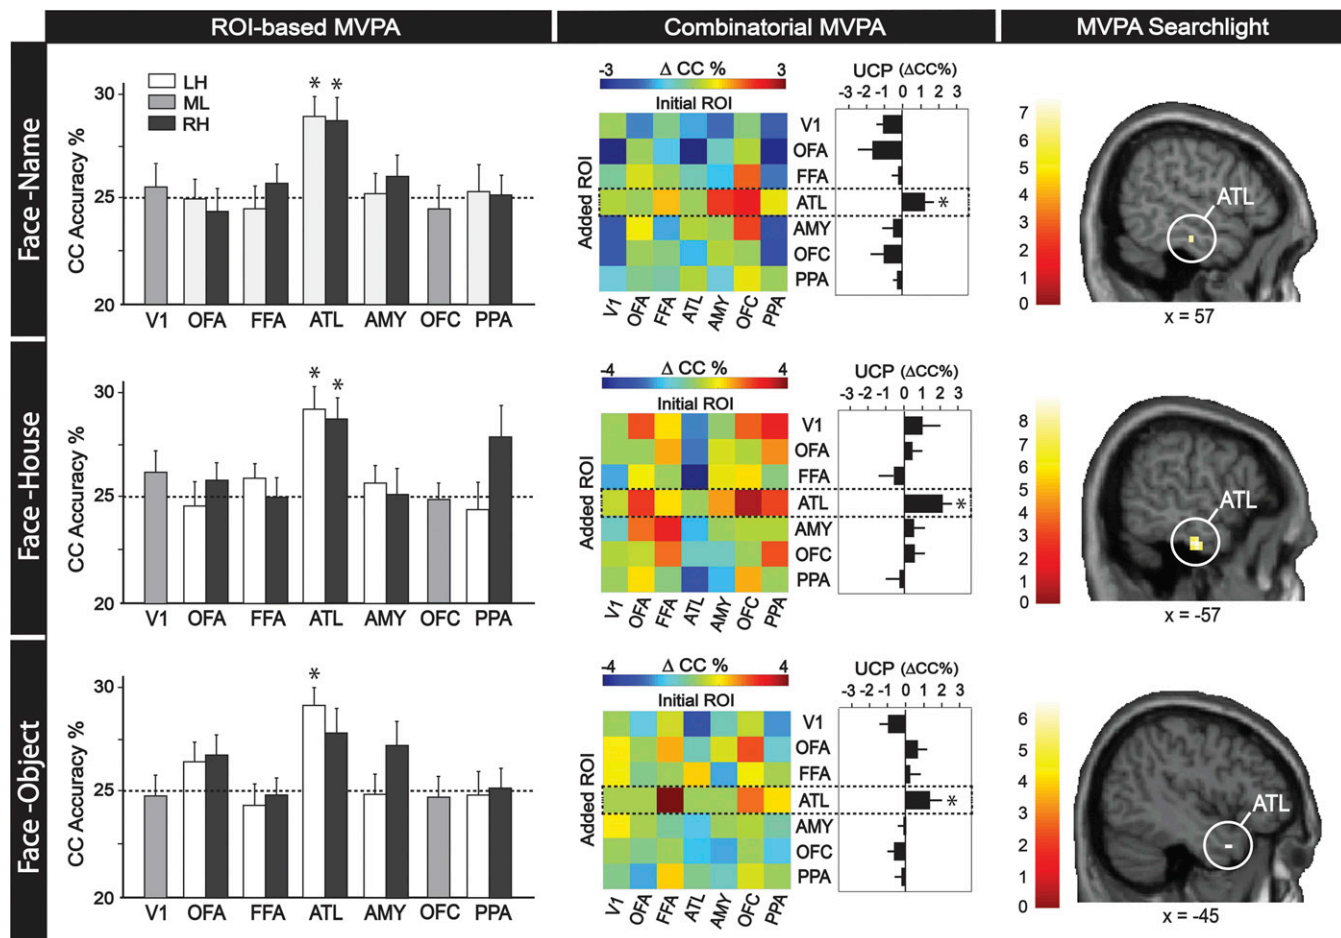 ROI-based MVPA
Combinatorial MVPA
MVPA Searchlight
Face -Name
CC Accuracy %
30
25
20
LH
ML
RH
* *
V1 OFA FFA ATL AMY OFC PPA
Δ CC %
-3 3
Initial ROI
Added ROI
V1 OFA FFA ATL AMY OFC PPA
UCP (ΔCC%)
-3 -2 -1 0 1 2 3
V1
OFA
FFA
ATL *
AMY
OFC
PPA
7
6
5
4
3
2
1
0
ATL
x = 57
Face -House
CC Accuracy %
30
25
20
* *
V1 OFA FFA ATL AMY OFC PPA
Δ CC %
-4 4
Initial ROI
Added ROI
V1 OFA FFA ATL AMY OFC PPA
UCP (ΔCC%)
-3 -2 -1 0 1 2 3
V1
OFA
FFA
ATL *
AMY
OFC
PPA
8
7
6
5
4
3
2
1
0
ATL
x = -57
Face -Object
CC Accuracy %
30
25
20
*
V1 OFA FFA ATL AMY OFC PPA
Δ CC %
-4 4
Initial ROI
Added ROI
V1 OFA FFA ATL AMY OFC PPA
UCP (ΔCC%)
-3 -2 -1 0 1 2 3
V1
OFA
FFA
ATL *
AMY
OFC
PPA
6
5
4
3
2
1
0
ATL
x = -45